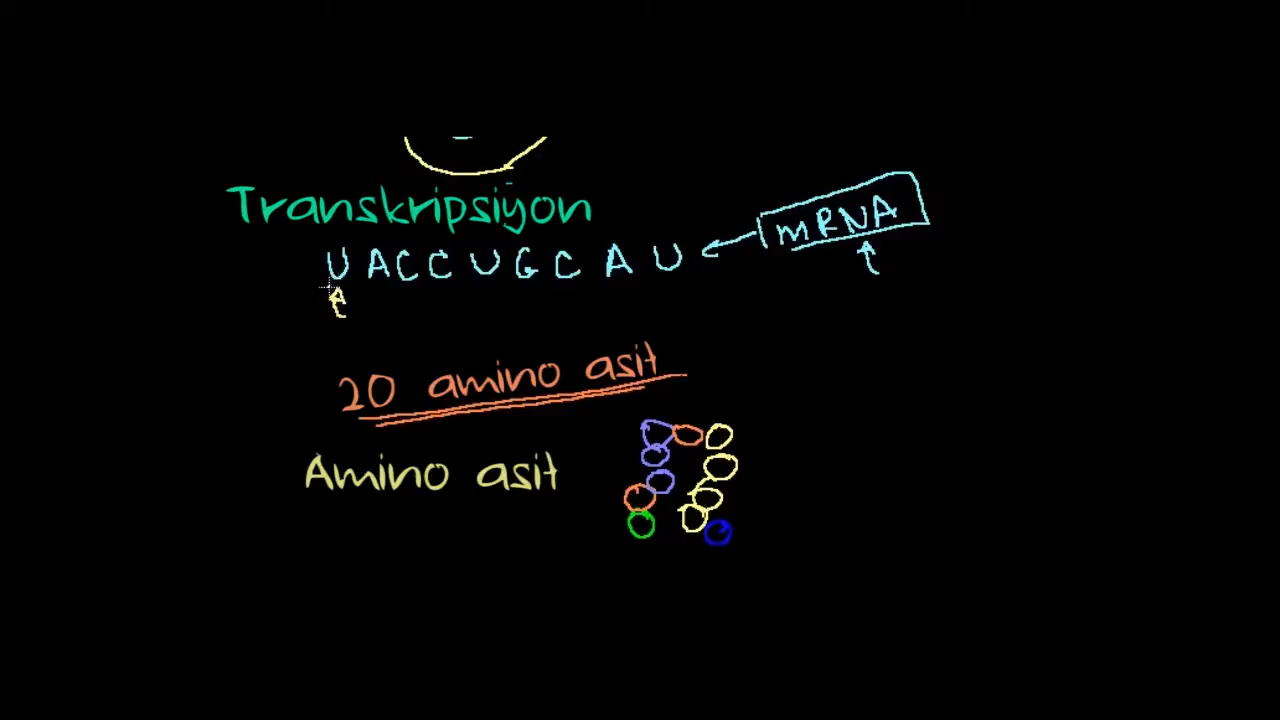 Transkripsiyon
mRNA
U A C C U G C A U
20 amino asit
Amino asit